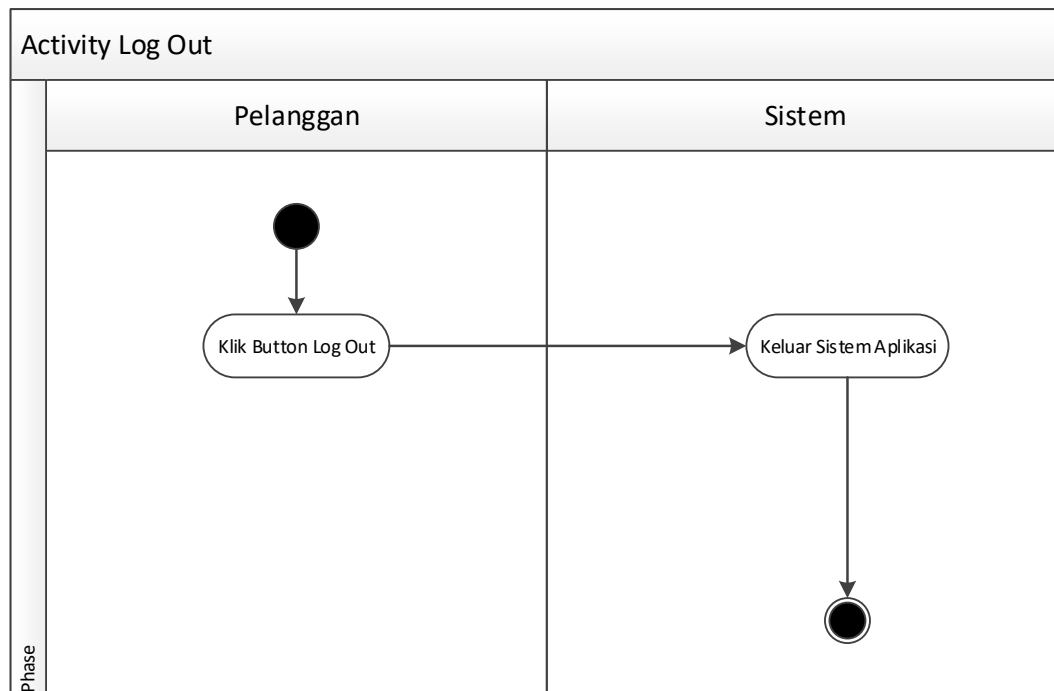 Activity Log Out
Pelanggan
Sistem
Klik Button Log Out
Keluar Sistem Aplikasi
Phase